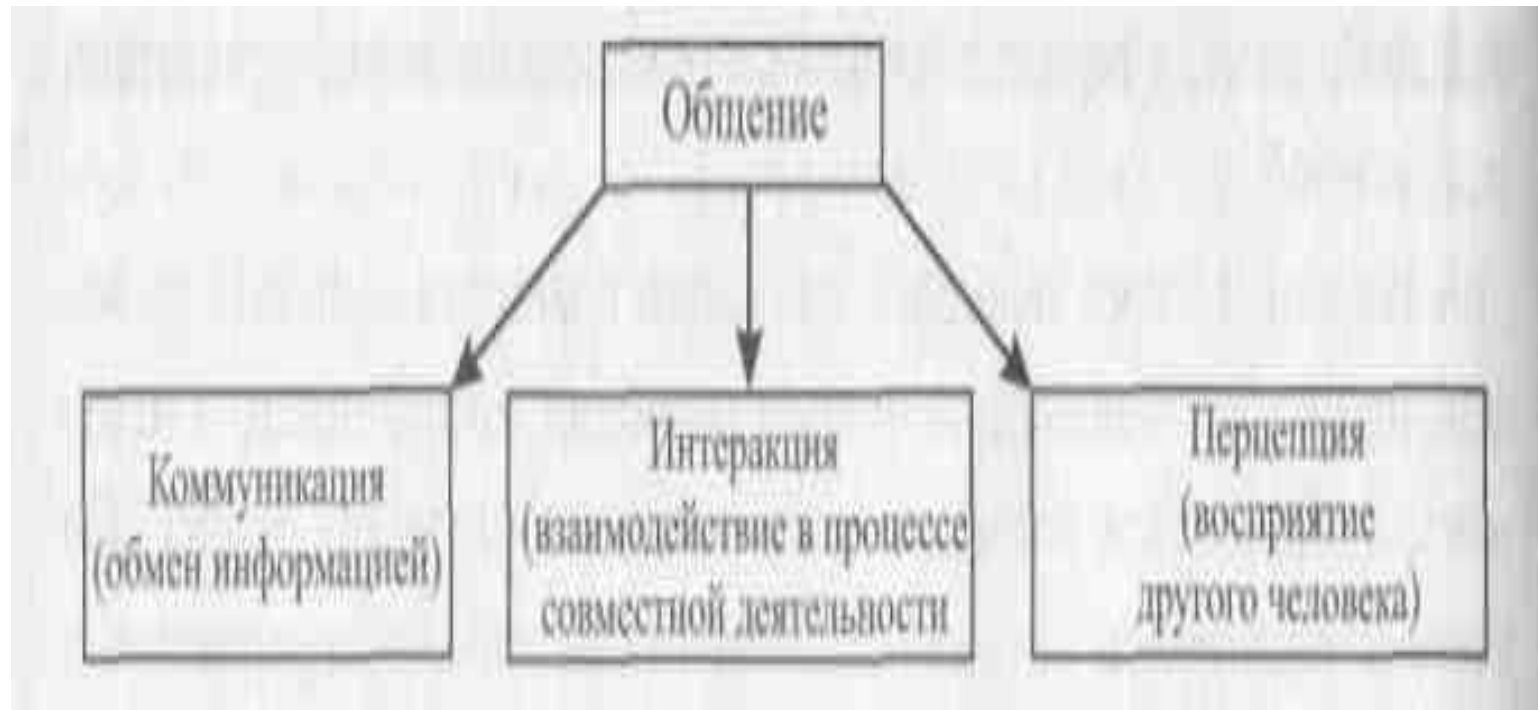 Общение
Коммуникация
(обмен информацией)
Интеракция
(взаимодействие в процессе
совместной деятельности
Перцепция
(восприятие
другого человека)